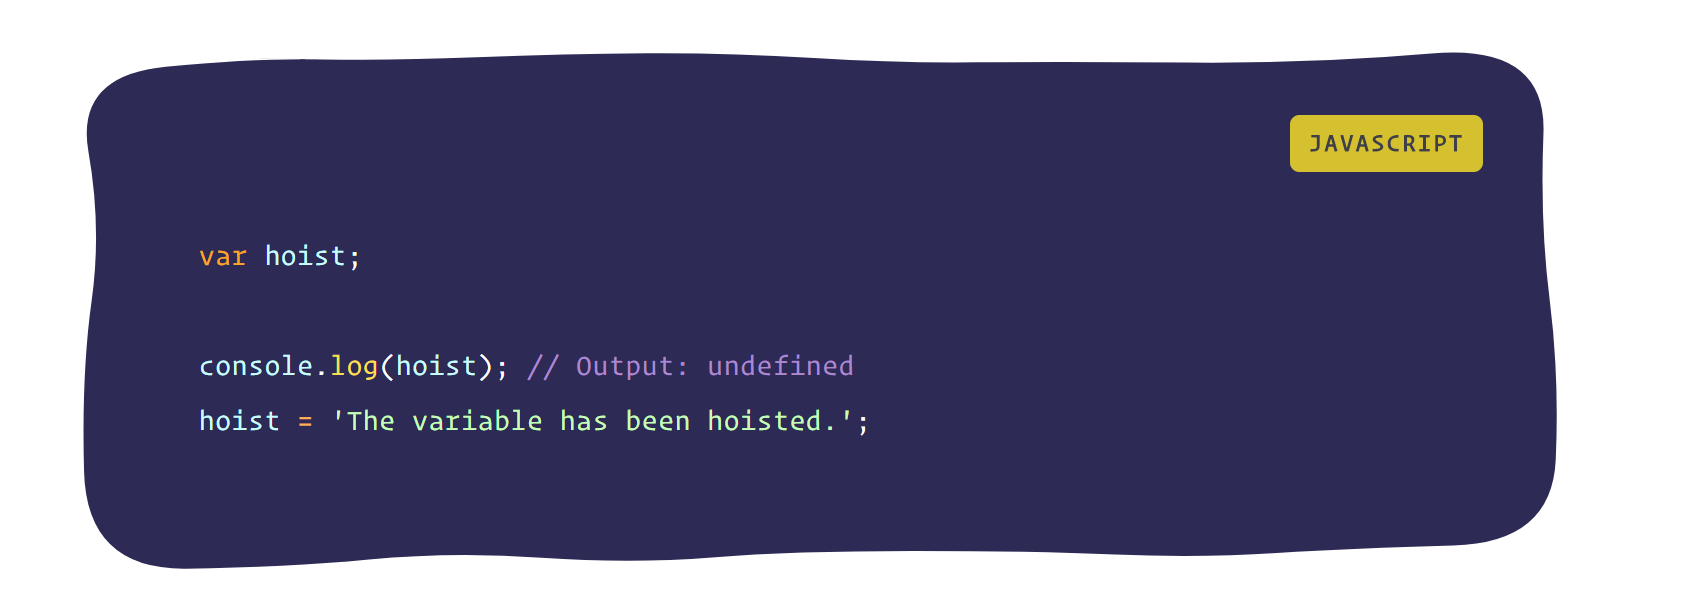 JAVASCRIPT
var hoist;
console.log(hoist); // Output: undefined
hoist = 'The variable has been hoisted.';